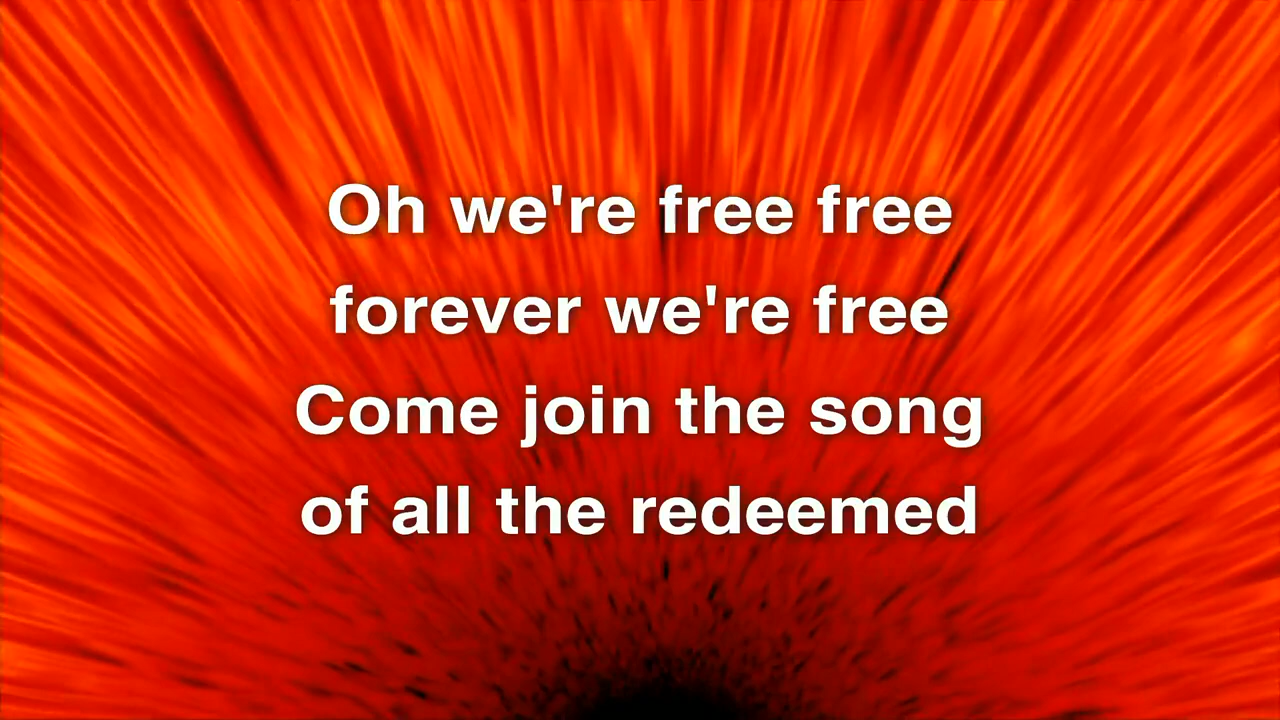 Oh we're free free
forever we're free
Come join the song
of all the redeemed